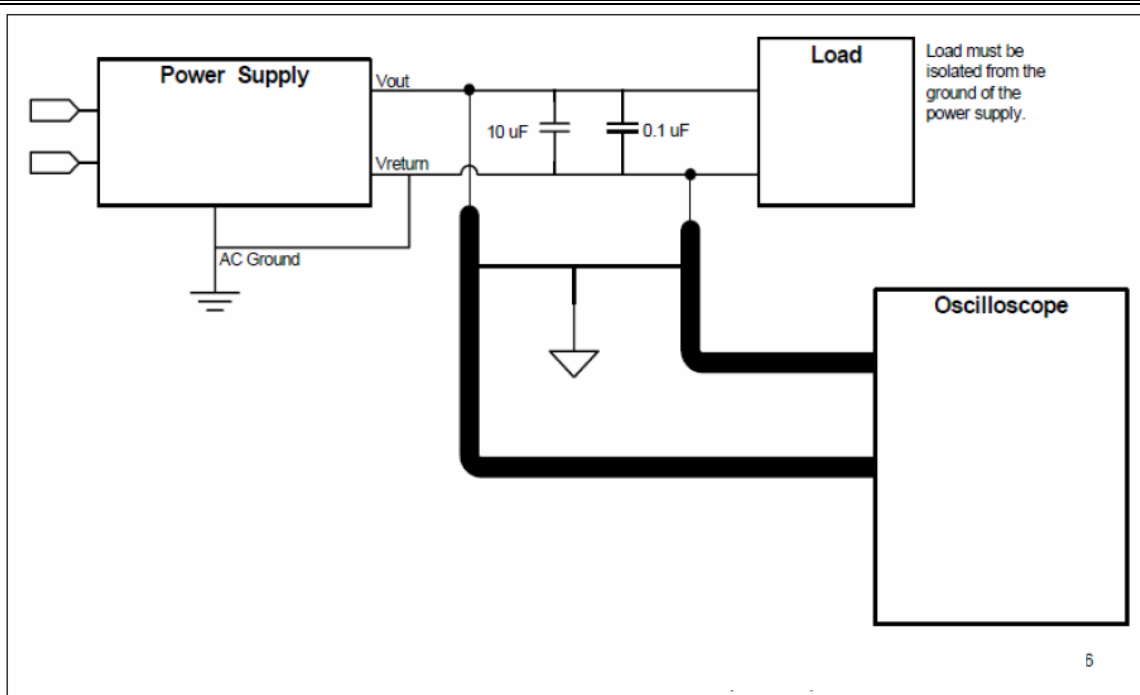 Power Supply
Vout
Load
Load must be
isolated from the
ground of the
power supply.
10 uF
0.1 uF
Vreturn
AC Ground
Oscilloscope
6